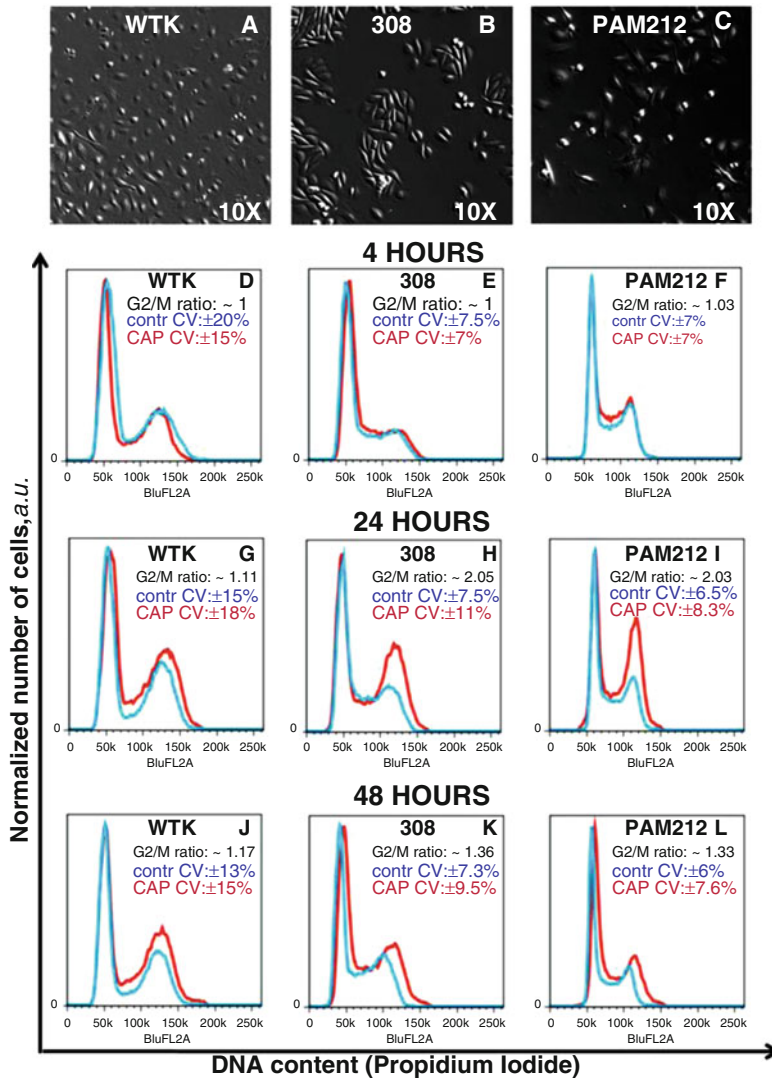 WTK A
308 B
PAM212 C
10X
10X
10X
4 HOURS
WTK D
G2/M ratio: ~ 1
contr CV:±20%
CAP CV:±15%
0
0 50k 100k 150k 200k 250k
BluFL2A
308 E
G2/M ratio: ~ 1
contr CV:±7.5%
CAP CV:±7%
0
0 50k 100k 150k 200k 250k
BluFL2A
PAM212 F
G2/M ratio: ~ 1.03
contr CV:±7%
CAP CV:±7%
0
0 50k 100k 150k 200k 250k
BluFL2A
24 HOURS
WTK G
G2/M ratio: ~ 1.11
contr CV:±15%
CAP CV:±18%
0
0 50k 100k 150k 200k 250k
BluFL2A
308 H
G2/M ratio: ~ 2.05
contr CV:±7.5%
CAP CV:±11%
0
0 50k 100k 150k 200k 250k
BluFL2A
PAM212 I
G2/M ratio: ~ 2.03
contr CV:±6.5%
CAP CV:±8.3%
0
0 50k 100k 150k 200k 250k
BluFL2A
48 HOURS
WTK J
G2/M ratio: ~ 1.17
contr CV:±13%
CAP CV:±15%
0
0 50k 100k 150k 200k 250k
BluFL2A
308 K
G2/M ratio: ~ 1.36
contr CV:±7.3%
CAP CV:±9.5%
0
0 50k 100k 150k 200k 250k
BluFL2A
PAM212 L
G2/M ratio: ~ 1.33
contr CV:±6%
CAP CV:±7.6%
0
0 50k 100k 150k 200k 250k
BluFL2A
Normalized number of cells, a.u.
DNA content (Propidium Iodide)